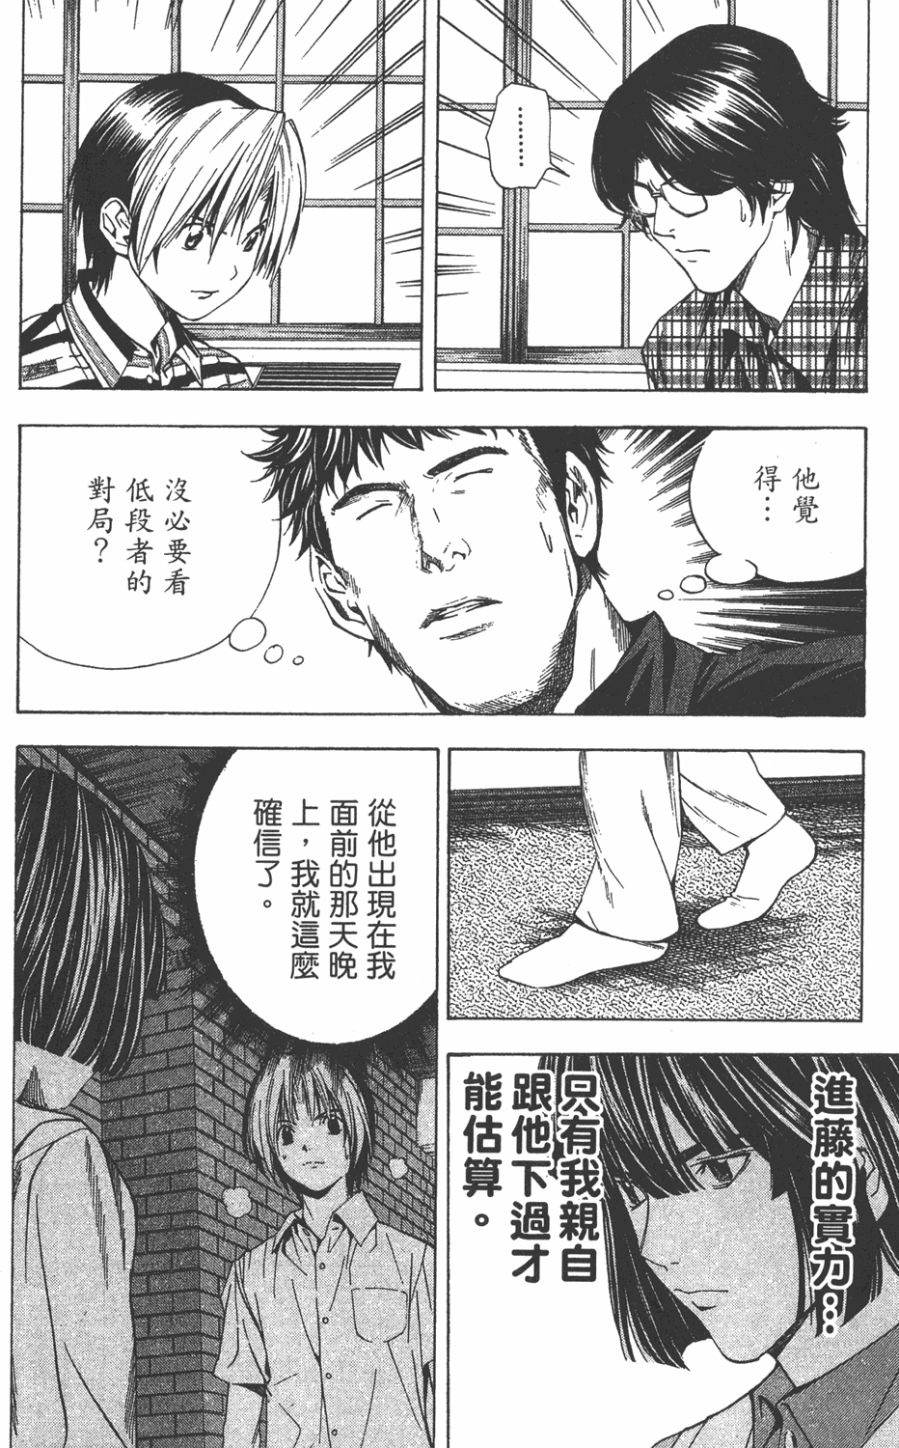 ………
他覺
得…
沒必要看
低段者的
對局？
從他出現在我
面前的那天晚
上，我就這麼
確信了。
進藤的實力…
只有我親自
跟他下過才
能估算。